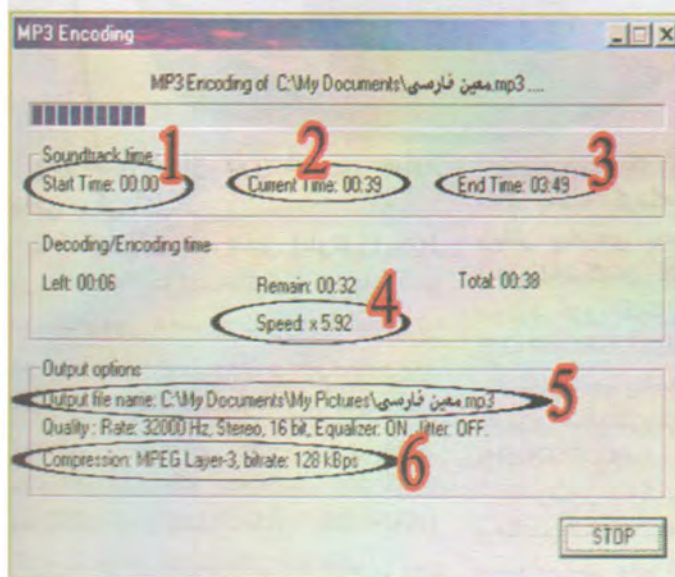 MP3 Encoding
MP3 Encoding of C:\My Documents\معین فارسی.mp3 ....
Soundtrack time
1 2 3
Start Time: 00:00 Current Time: 00:39 End Time: 03:49
Decoding/Encoding time
Left: 00:06 Remain: 00:32 Total: 00:38
4
Speed: x 5.92
Output options
Output file name: C:\My Documents\My Pictures\معین فارسی.mp3
5
Quality : Rate: 32000 Hz, Stereo, 16 bit, Equalizer: ON Jitter: OFF.
Compression: MPEG Layer-3, bitrate: 128 kBps
6
STOP